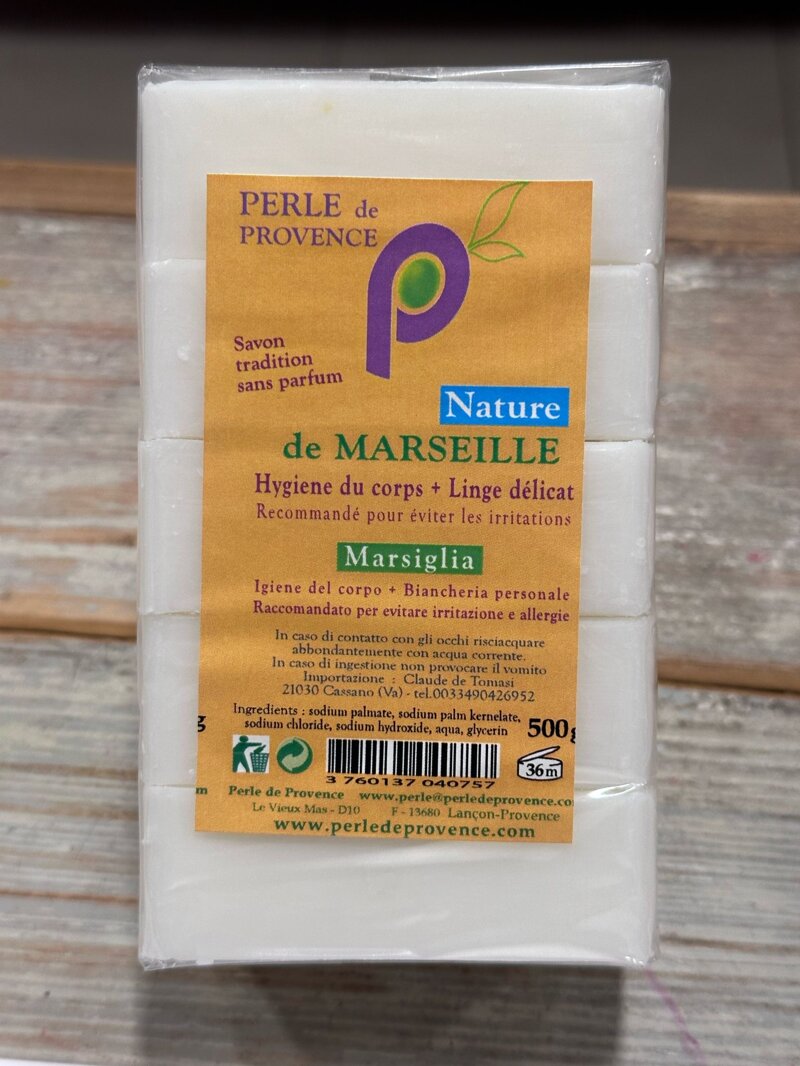 PERLE de
PROVENCE
Savon
tradition
sans parfum
Nature
de MARSEILLE
Hygiene du corps + Linge délicat
Recommandé pour éviter les irritations
Marsiglia
Igiene del corpo + Biancheria personale
Raccomandato per evitare irritazione e allergie
In caso di contatto con gli occhi risciacquare
abbondantemente con acqua corrente.
In caso di ingestione non provocare il vomito
Importazione : Claude de Tomasi
21030 Cassano (Va) - tel.0033490426952
Ingredients : sodium palmate, sodium palm kernelate,
sodium chloride, sodium hydroxide, aqua, glycerin
g 500g
36m
3 760137 040757
m Perle de Provence www.perle@perledeprovence.co
Le Vieux Mas - D10 F - 13680 Lançon-Provence
www.perledeprovence.com